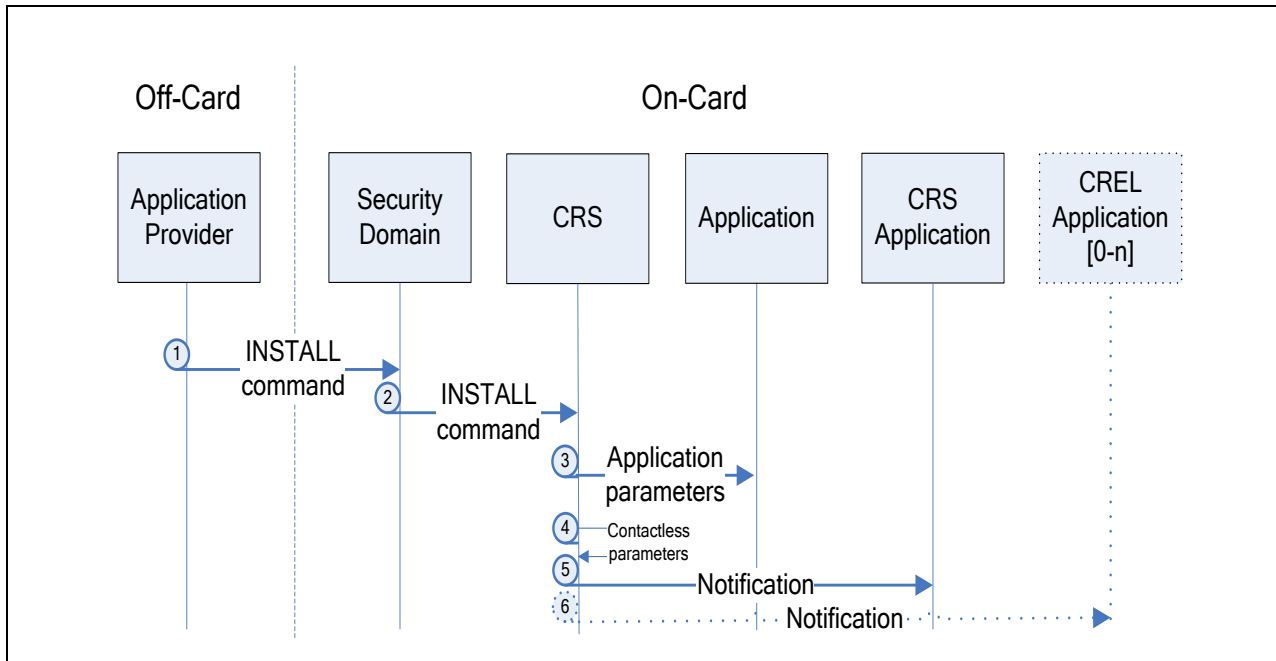 Off-Card
On-Card
Application
Provider
Security
Domain
CRS
Application
CRS
Application
CREL
Application
[0-n]
1
INSTALL
command
2
INSTALL
command
3
Application
parameters
4
Contactless
parameters
5
Notification
6
Notification